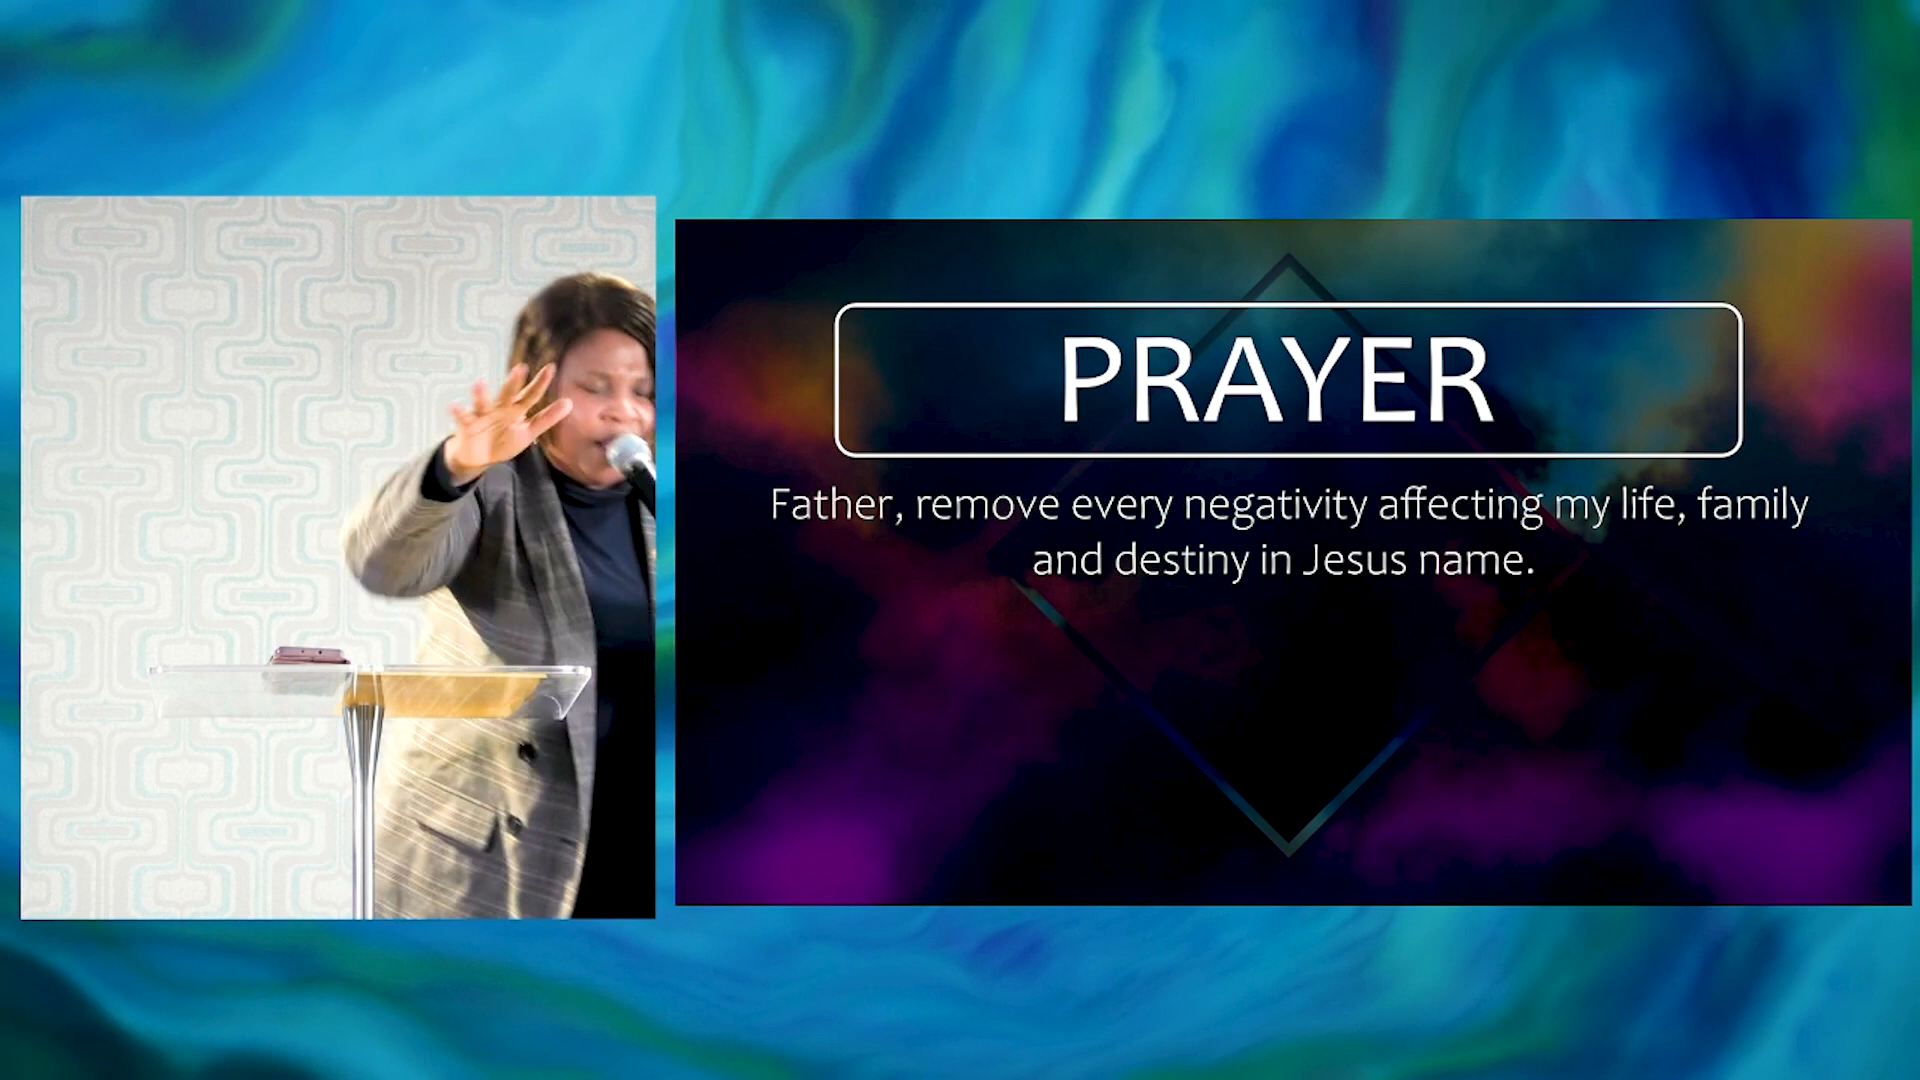 PRAYER
Father, remove every negativity affecting my life, family
and destiny in Jesus name.